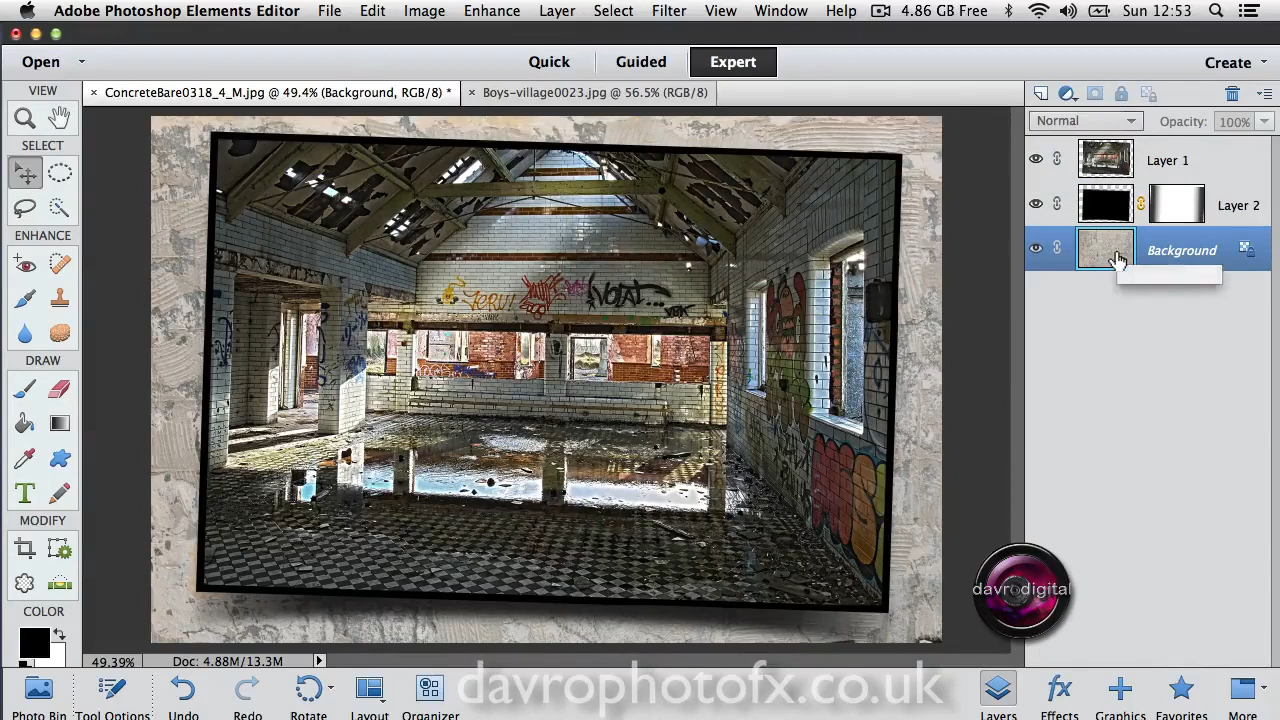 Adobe Photoshop Elements Editor File Edit Image Enhance Layer Select Filter View Window Help 4.86 GB Free Sun 12:53
Open Quick Guided Expert Create
VIEW
× ConcreteBare0318_4_M.jpg @ 49.4% (Background, RGB/8) * × Boys-village0023.jpg @ 56.5% (RGB/8)
Normal Opacity: 100%
SELECT
Layer 1
Layer 2
ENHANCE
Background
DRAW
MODIFY
COLOR
davrodigital
49.39% Doc: 4.88M/13.3M
davrophotofx.co.uk
Photo Bin Tool Options Undo Redo Rotate Layout Organizer Layers Effects Graphics Favorites More